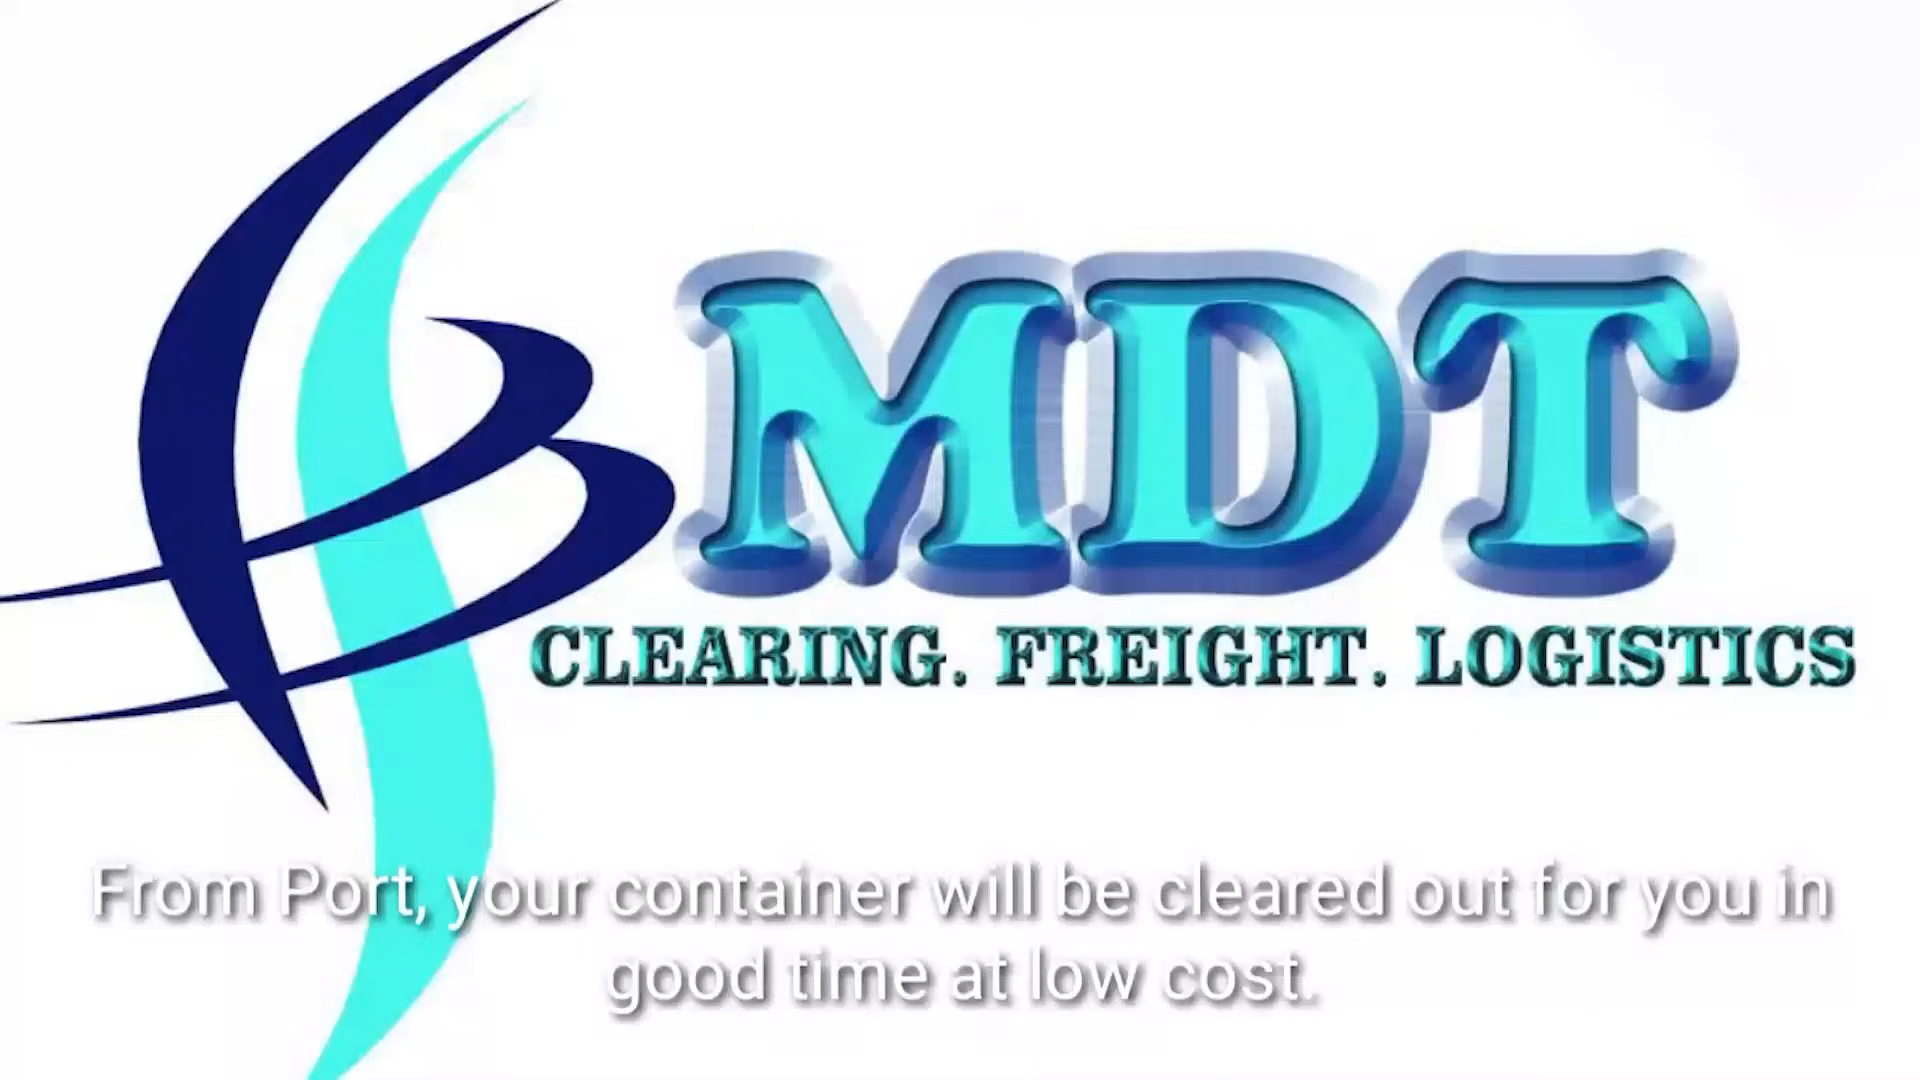 MDT
CLEARING. FREIGHT. LOGISTICS
From Port, your container will be cleared out for you in
good time at low cost.